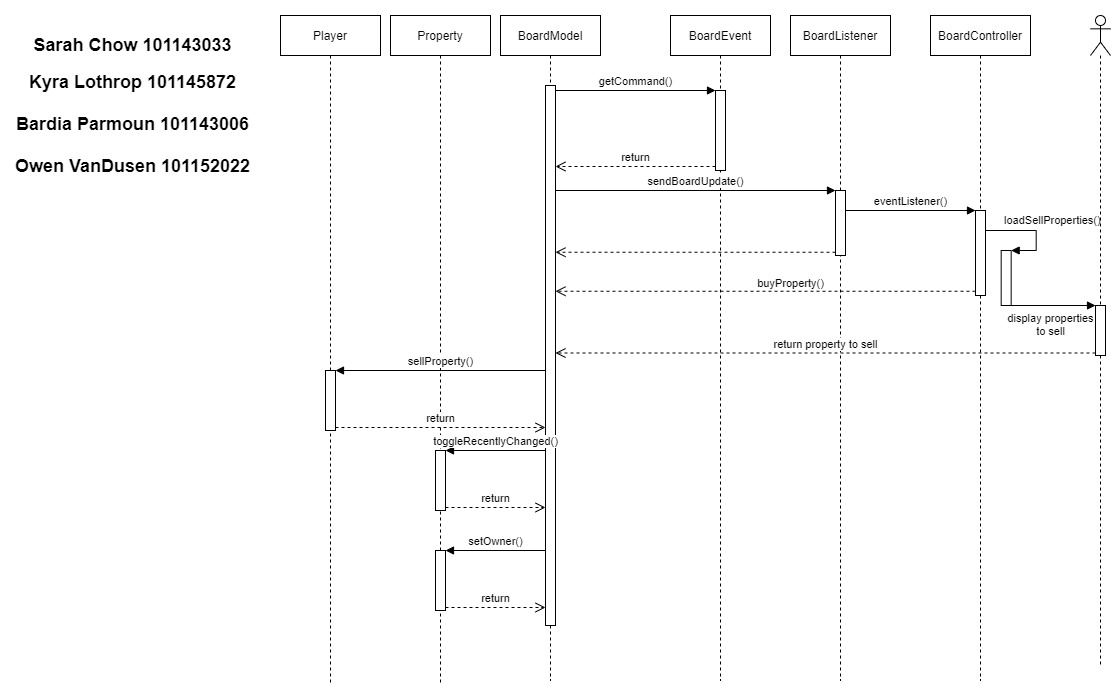 Sarah Chow 101143033
Kyra Lothrop 101145872
Bardia Parmoun 101143006
Owen VanDusen 101152022
Player
Property
BoardModel
BoardEvent
BoardListener
BoardController
getCommand()
return
sendBoardUpdate()
eventListener()
loadSellProperties()
buyProperty()
display properties
to sell
return property to sell
sellProperty()
return
toggleRecentlyChanged()
return
setOwner()
return